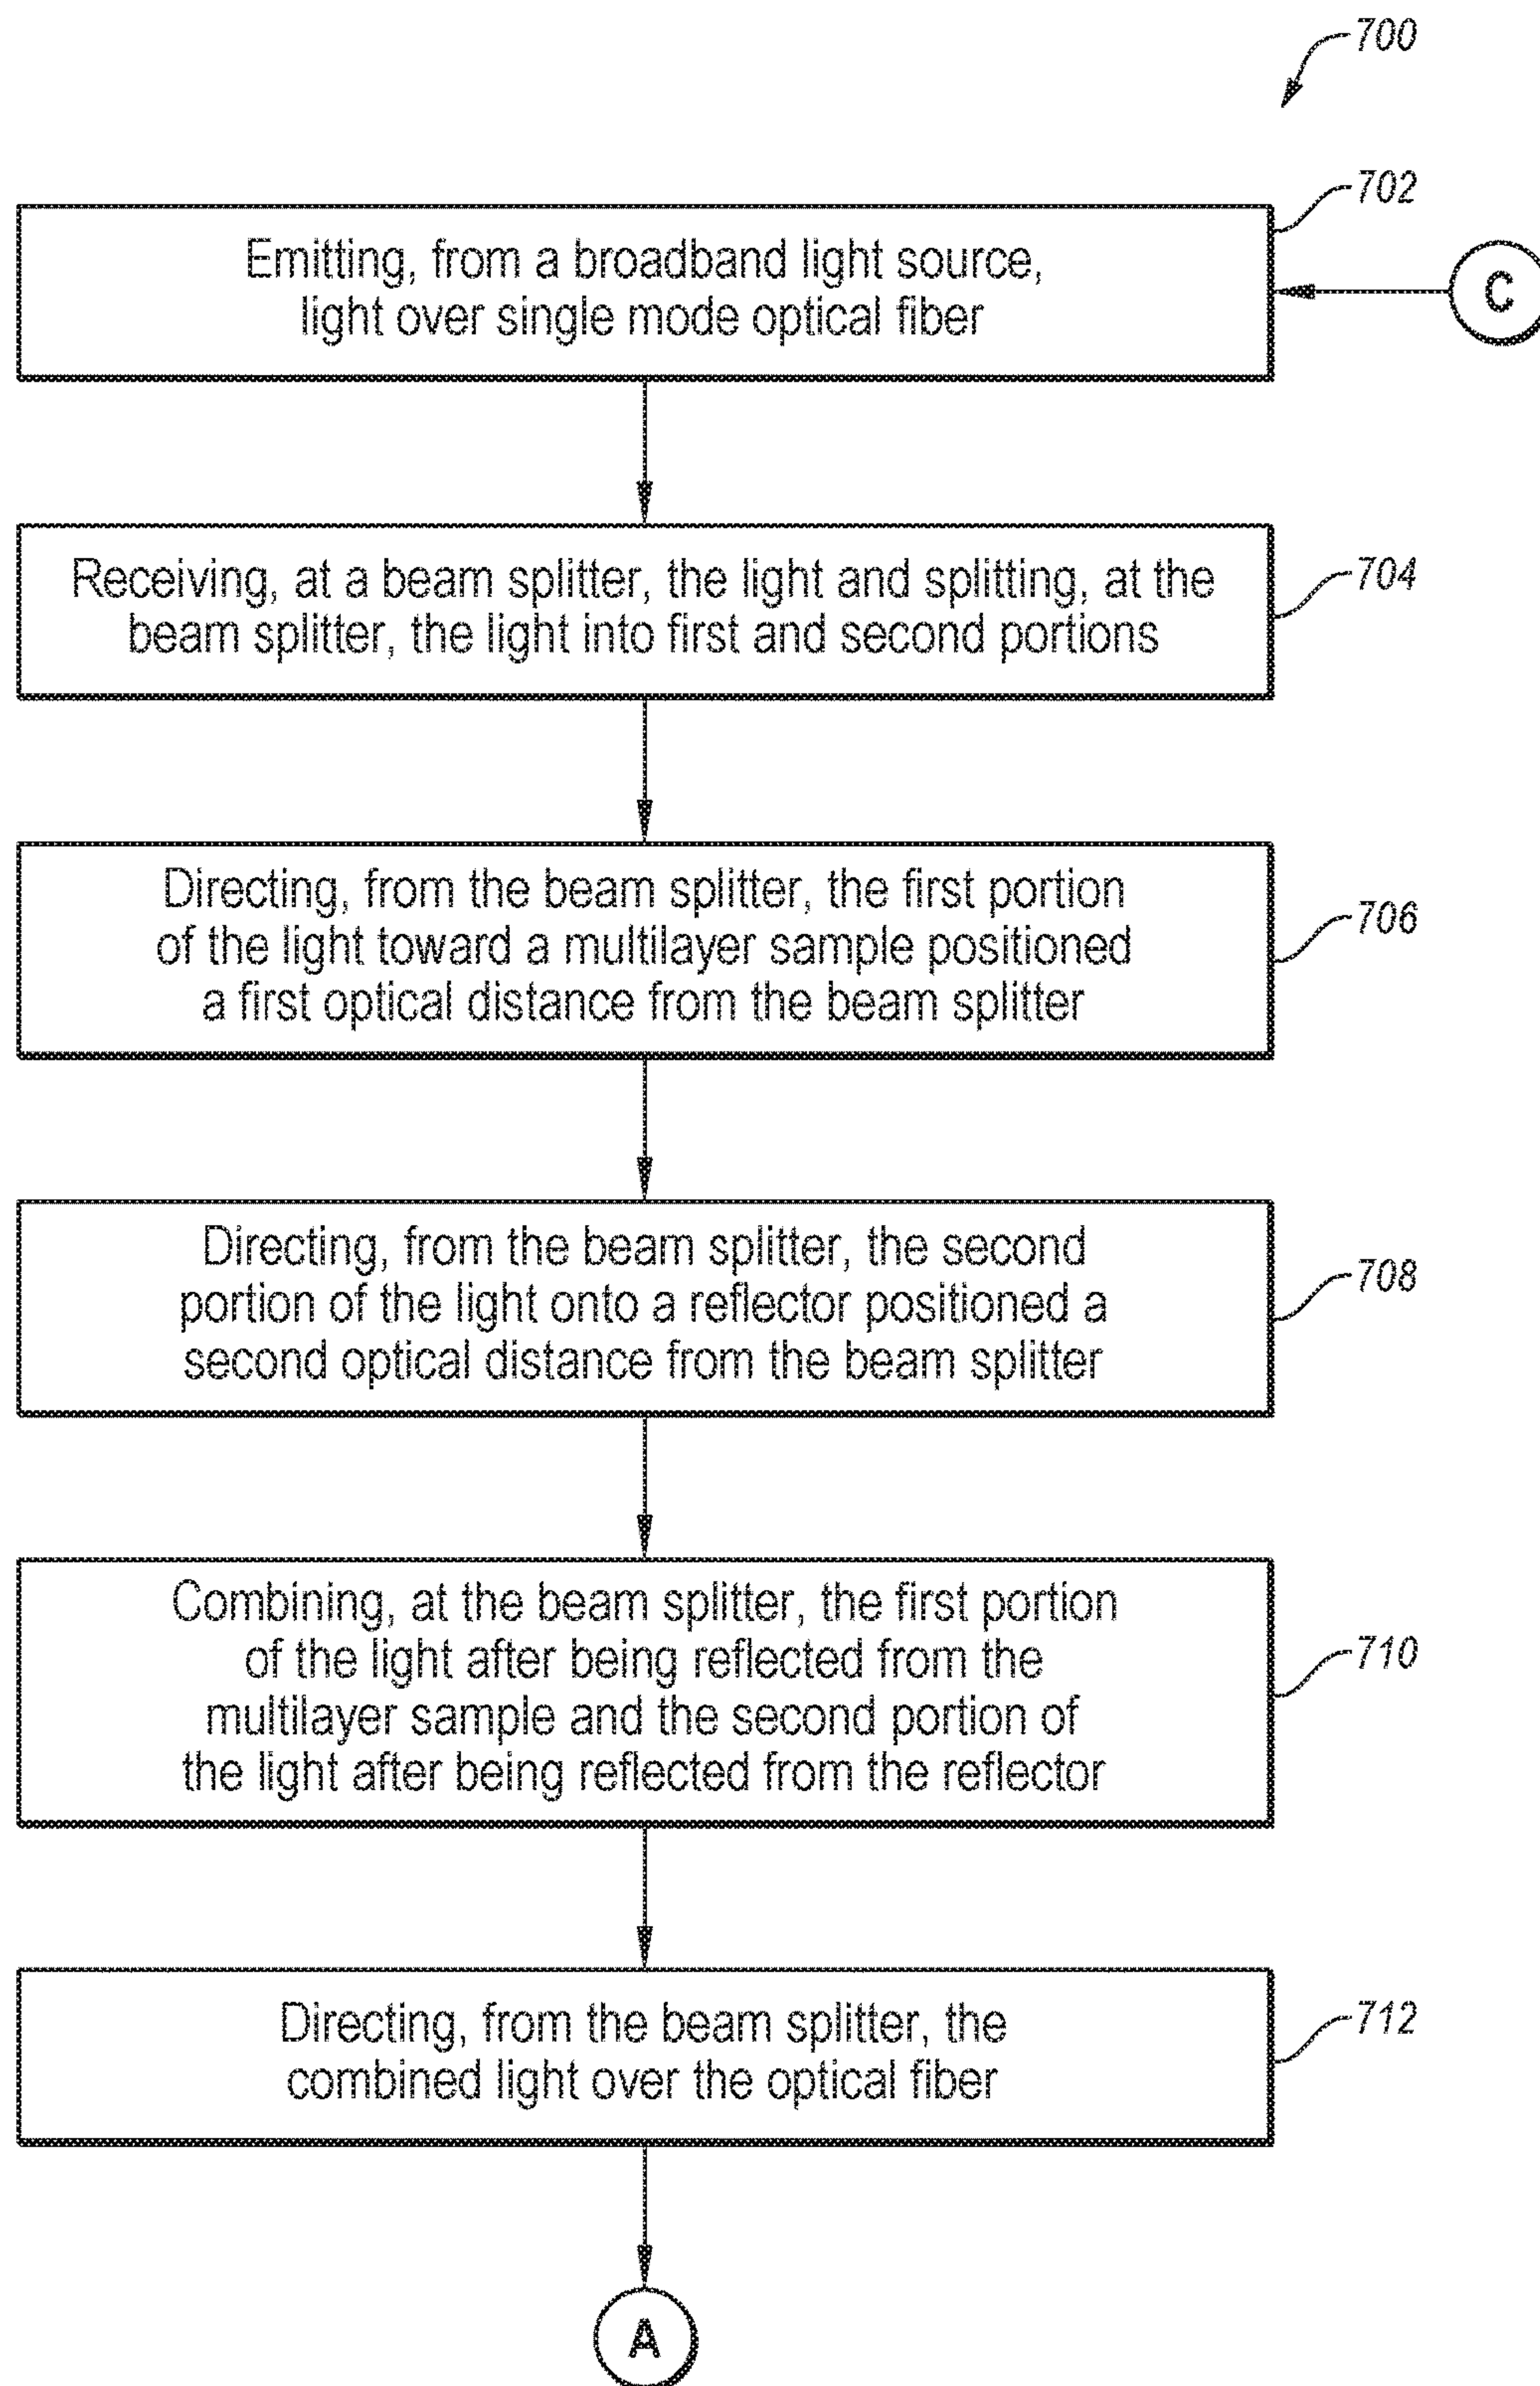 700
702
Emitting, from a broadband light source,
light over single mode optical fiber
C
Receiving, at a beam splitter, the light and splitting, at the
beam splitter, the light into first and second portions
704
Directing, from the beam splitter, the first portion
of the light toward a multilayer sample positioned
a first optical distance from the beam splitter
706
Directing, from the beam splitter, the second
portion of the light onto a reflector positioned a
second optical distance from the beam splitter
708
Combining, at the beam splitter, the first portion
of the light after being reflected from the
multilayer sample and the second portion of
the light after being reflected from the reflector
710
Directing, from the beam splitter, the
combined light over the optical fiber
712
A